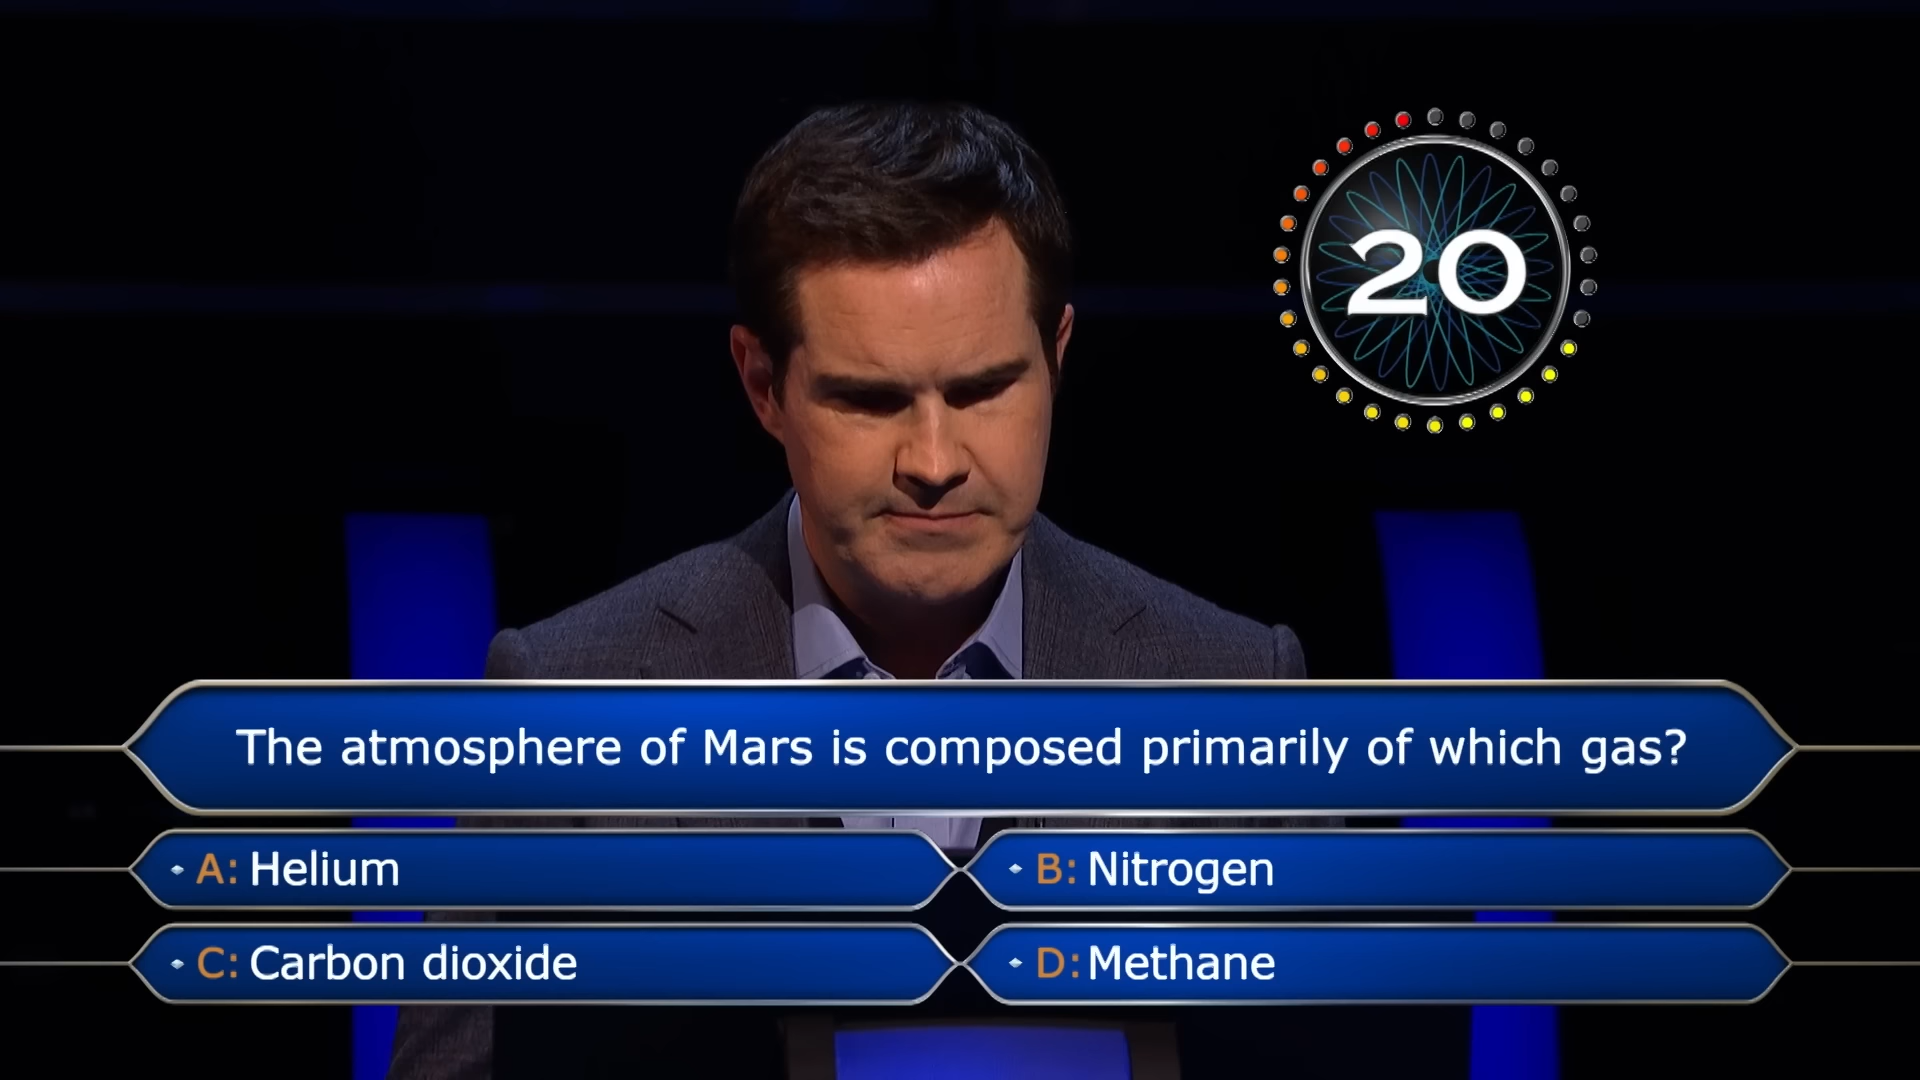 20
The atmosphere of Mars is composed primarily of which gas?
A: Helium
B: Nitrogen
C: Carbon dioxide
D: Methane